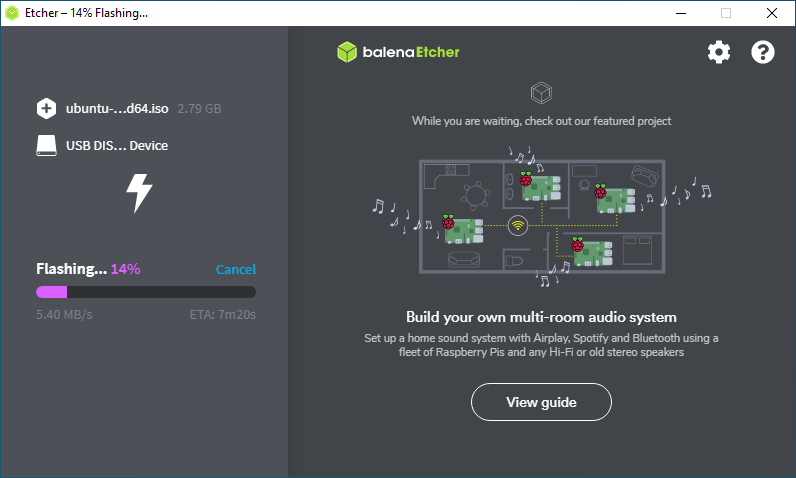 Etcher – 14% Flashing...
balenaEtcher
ubuntu-...d64.iso 2.79 GB
USB DIS... Device
Flashing... 14% Cancel
5.40 MB/s ETA: 7m20s
While you are waiting, check out our featured project
Build your own multi-room audio system
Set up a home sound system with Airplay, Spotify and Bluetooth using a
fleet of Raspberry Pis and any Hi-Fi or old stereo speakers
View guide